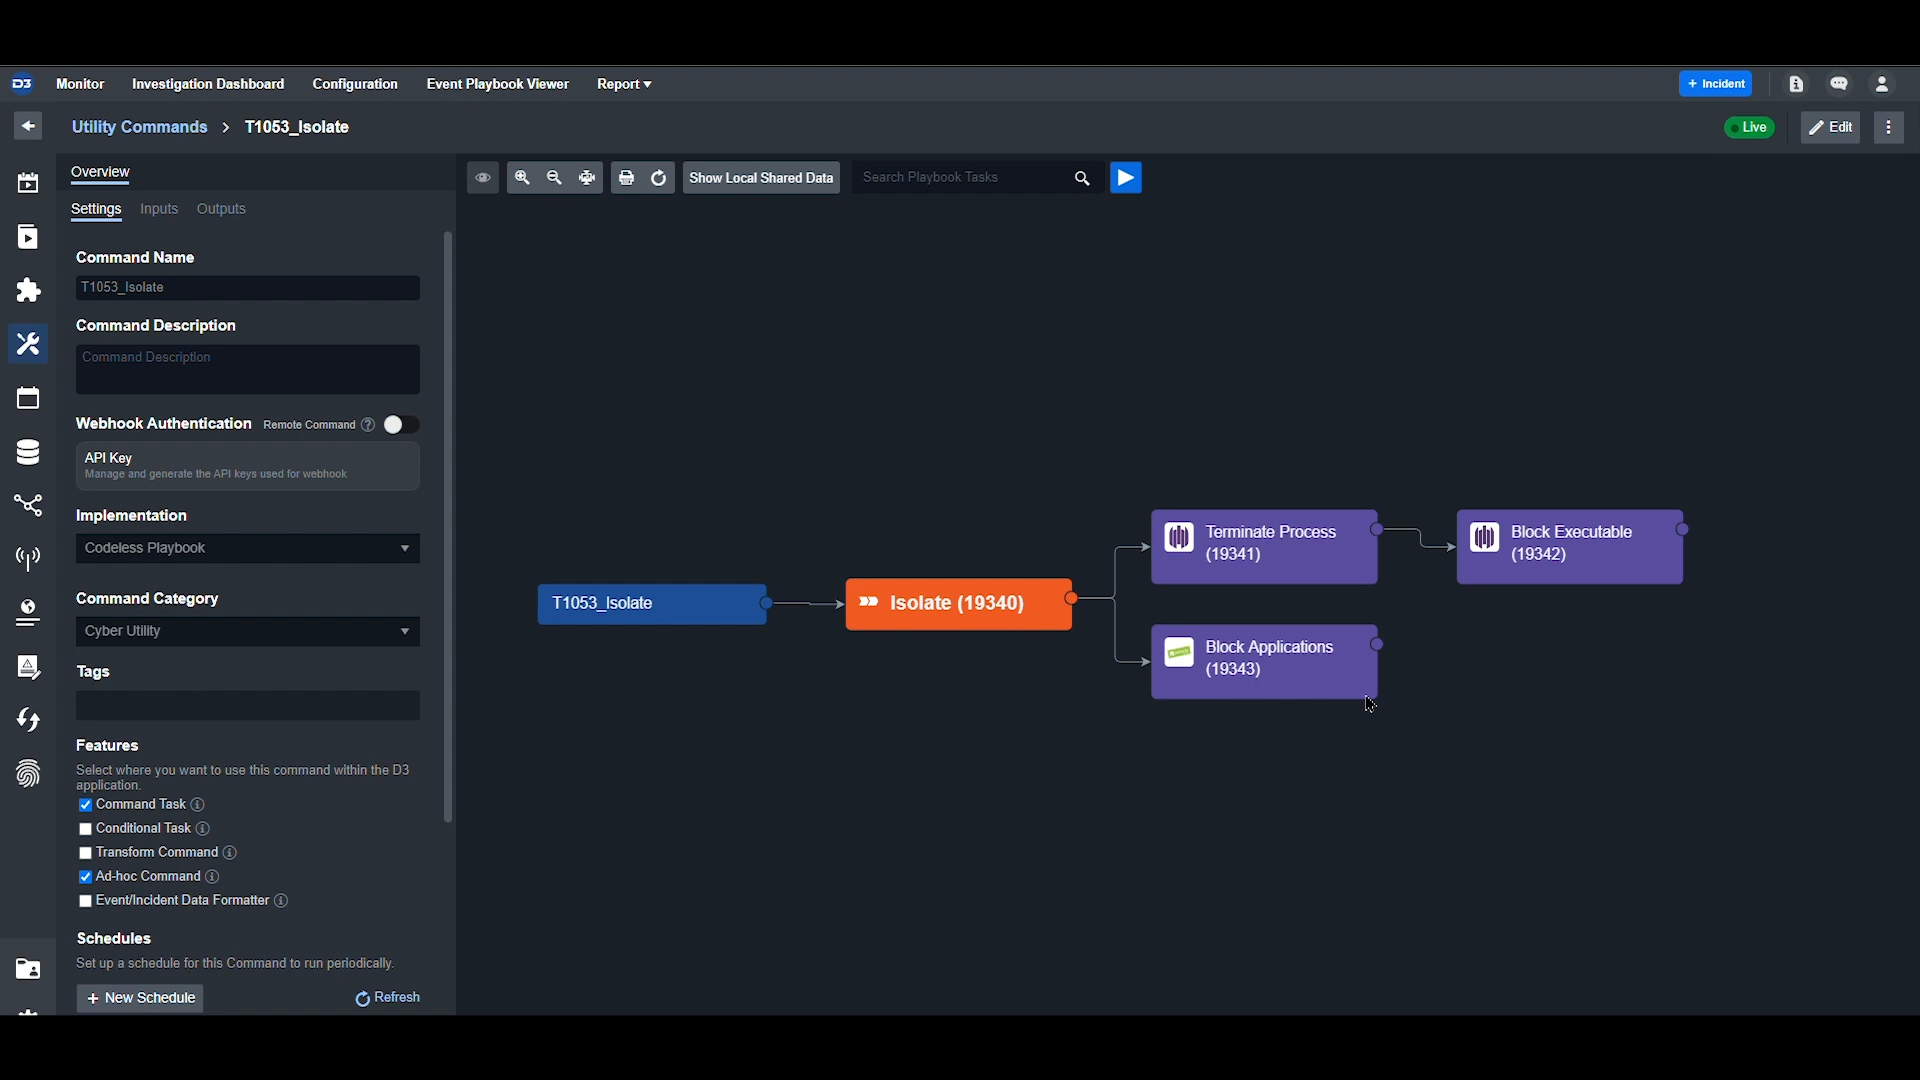 D3 Monitor Investigation Dashboard Configuration Event Playbook Viewer Report + Incident
Utility Commands > T1053_Isolate Live Edit
Overview
Show Local Shared Data Search Playbook Tasks
Settings Inputs Outputs
Command Name
T1053_Isolate
Command Description
Command Description
Webhook Authentication Remote Command
API Key
Manage and generate the API keys used for webhook
Implementation
Codeless Playbook
Command Category
Cyber Utility
Tags
Features
Select where you want to use this command within the D3
application.
Command Task
Conditional Task
Transform Command
Ad-hoc Command
Event/Incident Data Formatter
Schedules
Set up a schedule for this Command to run periodically.
+ New Schedule Refresh
T1053_Isolate
Isolate (19340)
Terminate Process
(19341)
Block Executable
(19342)
Block Applications
(19343)